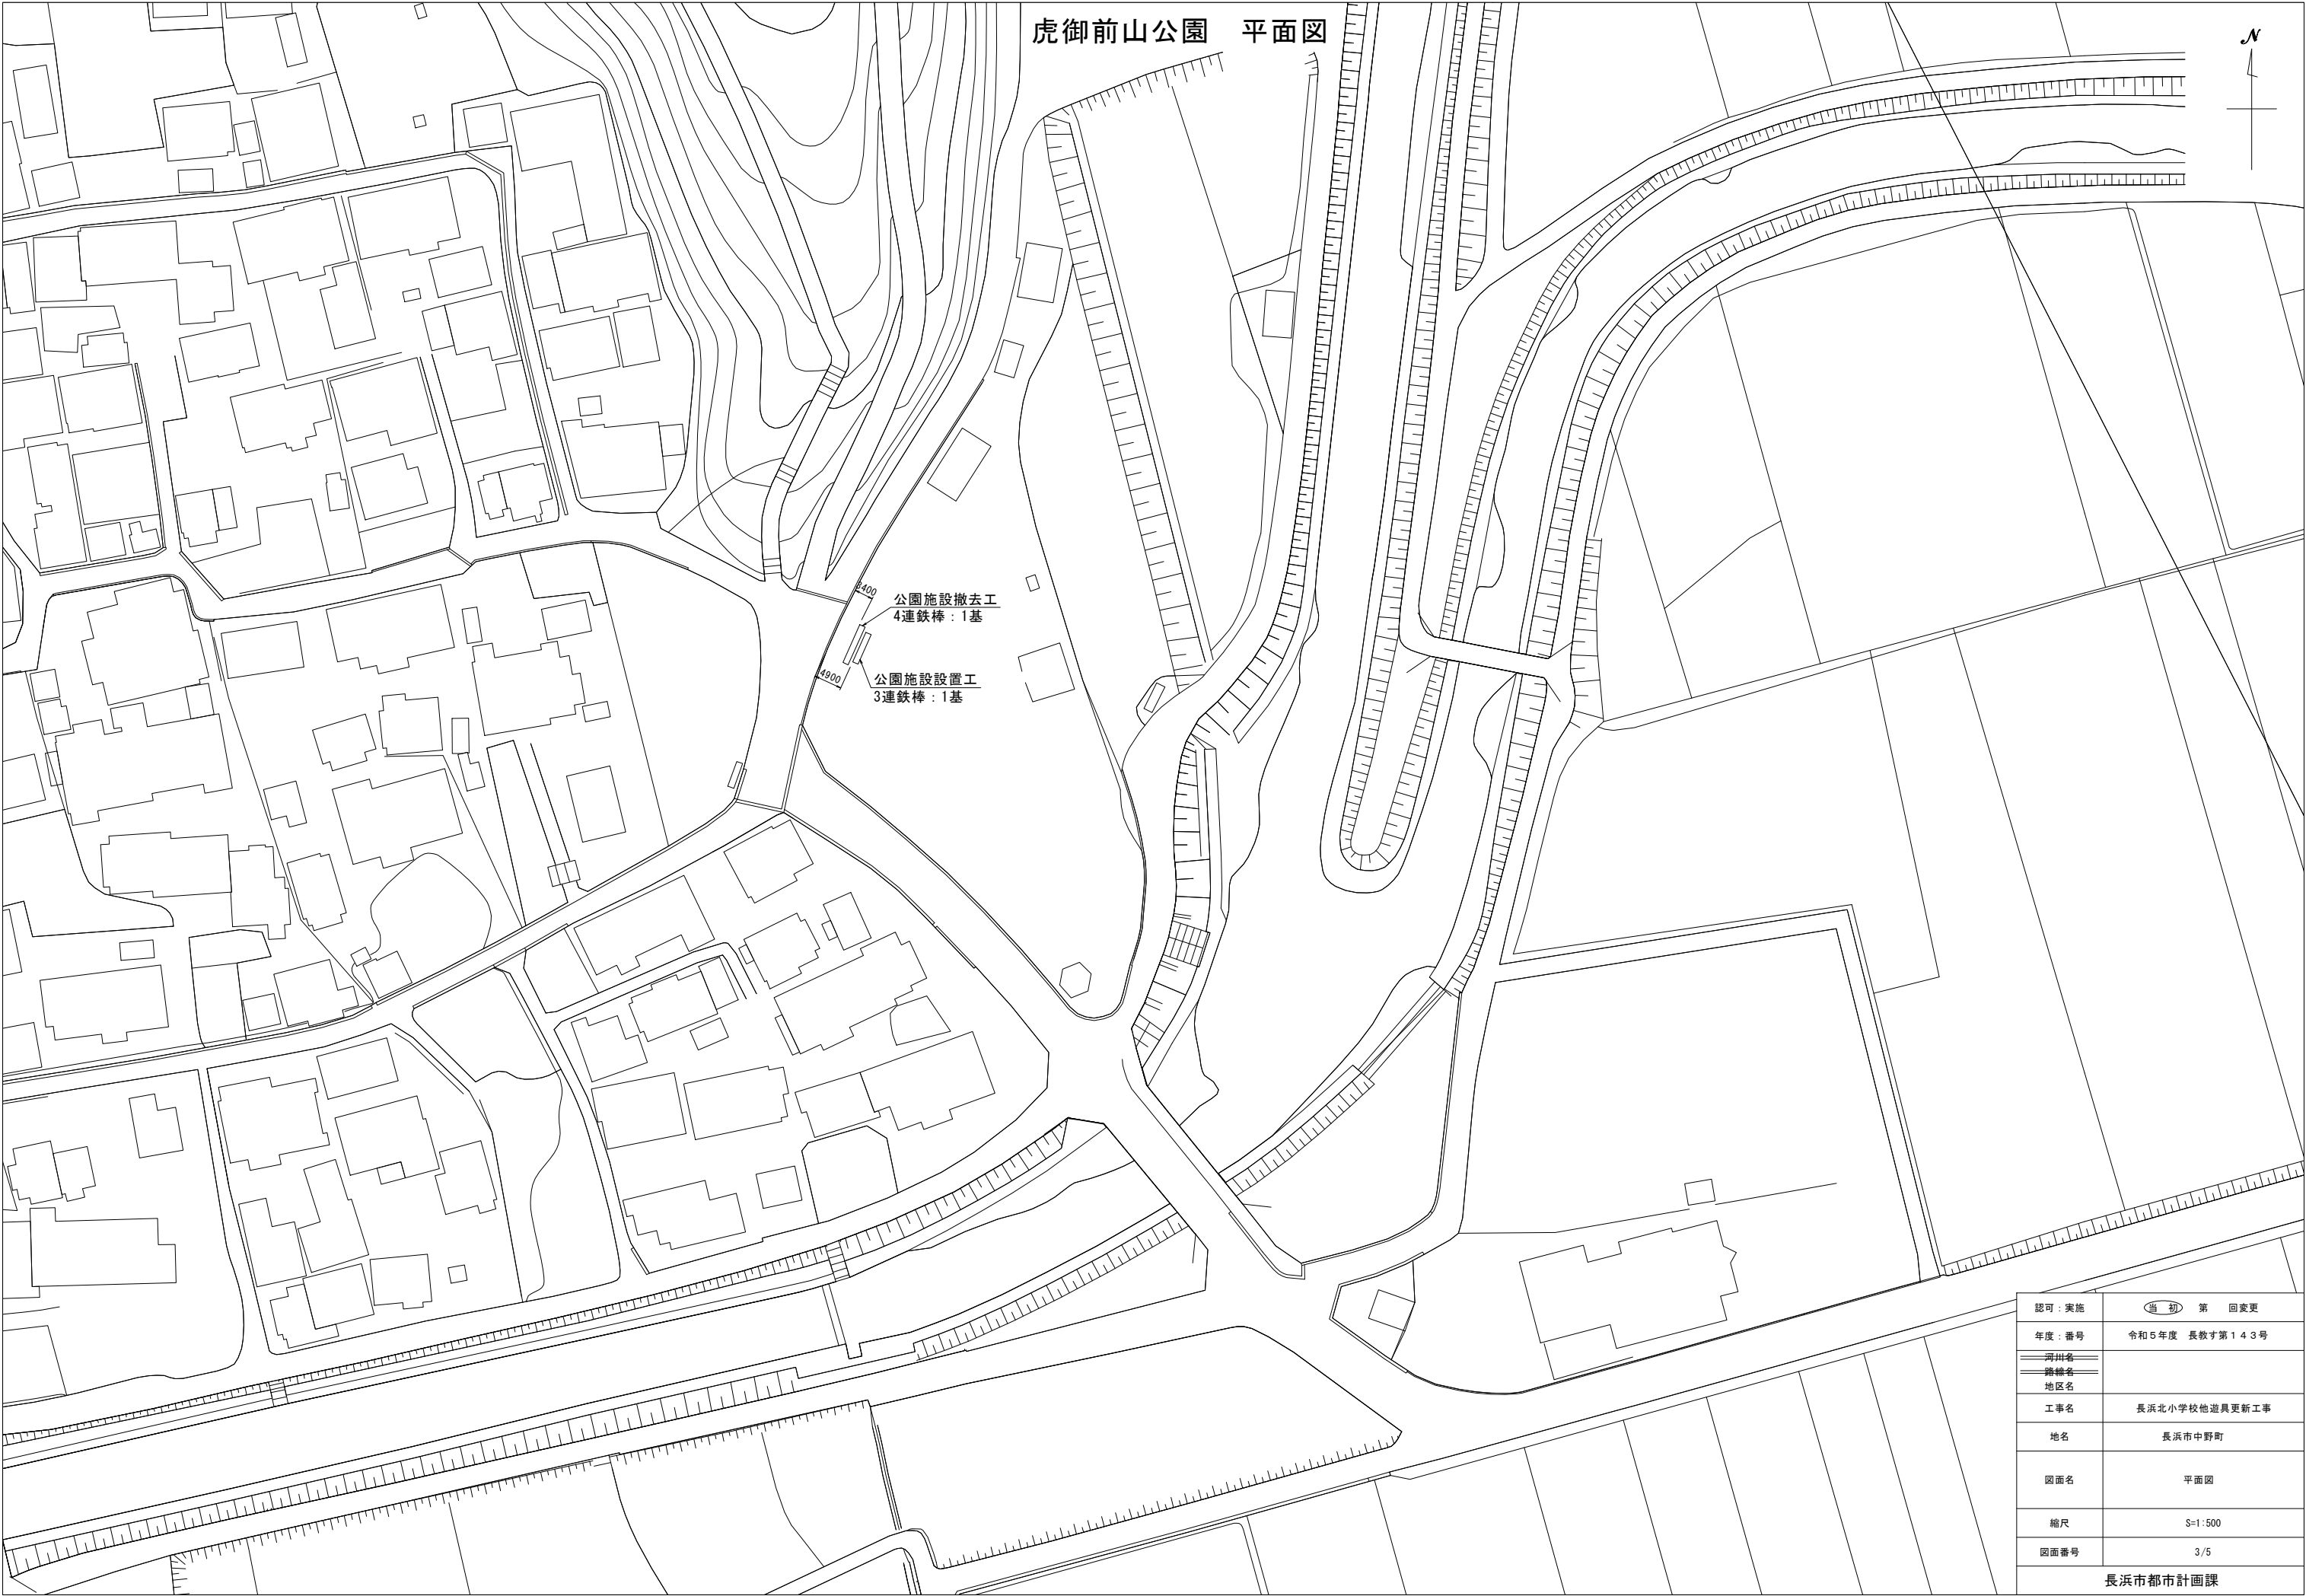 虎御前山公園　平面図
N
3400
公園施設撤去工
4連鉄棒：1基
4900
公園施設設置工
3連鉄棒：1基
認可：実施　当 初　第　　回変更
年度：番号　令和５年度　長教す第１４３号
河川名
路線名
地区名
工事名　長浜北小学校他遊具更新工事
地名　長浜市中野町
図面名　平面図
縮尺　S=1:500
図面番号　3/5
長浜市都市計画課